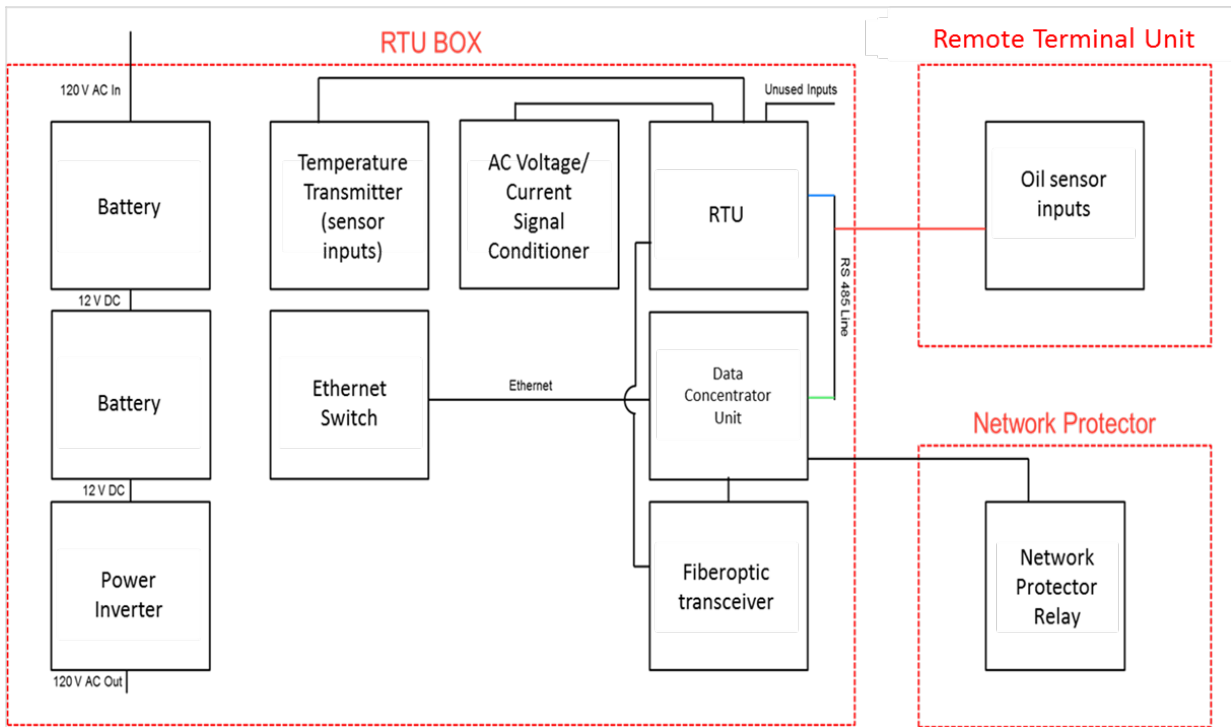 RTU BOX
Remote Terminal Unit
120 V AC In
Unused Inputs
Battery
Temperature
Transmitter
(sensor
inputs)
AC Voltage/
Current
Signal
Conditioner
RTU
Oil sensor
inputs
12 V DC
RS 485 Line
Battery
Ethernet
Switch
Ethernet
Data
Concentrator
Unit
Network Protector
12 V DC
Power
Inverter
Fiberoptic
transceiver
Network
Protector
Relay
120 V AC Out